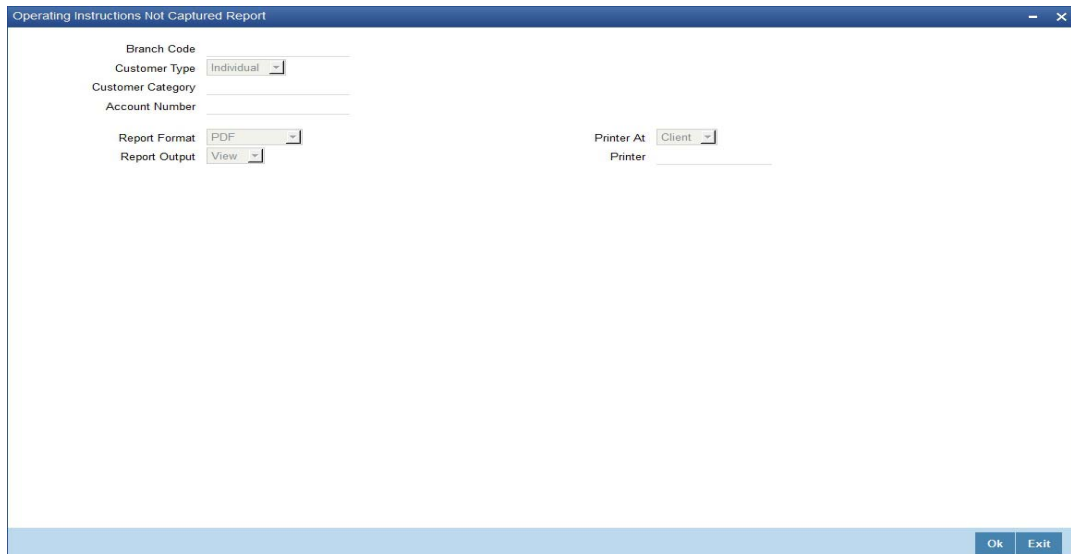 Operating Instructions Not Captured Report
Branch Code
Customer Type Individual
Customer Category
Account Number
Report Format PDF Printer At Client
Report Output View Printer
Ok Exit